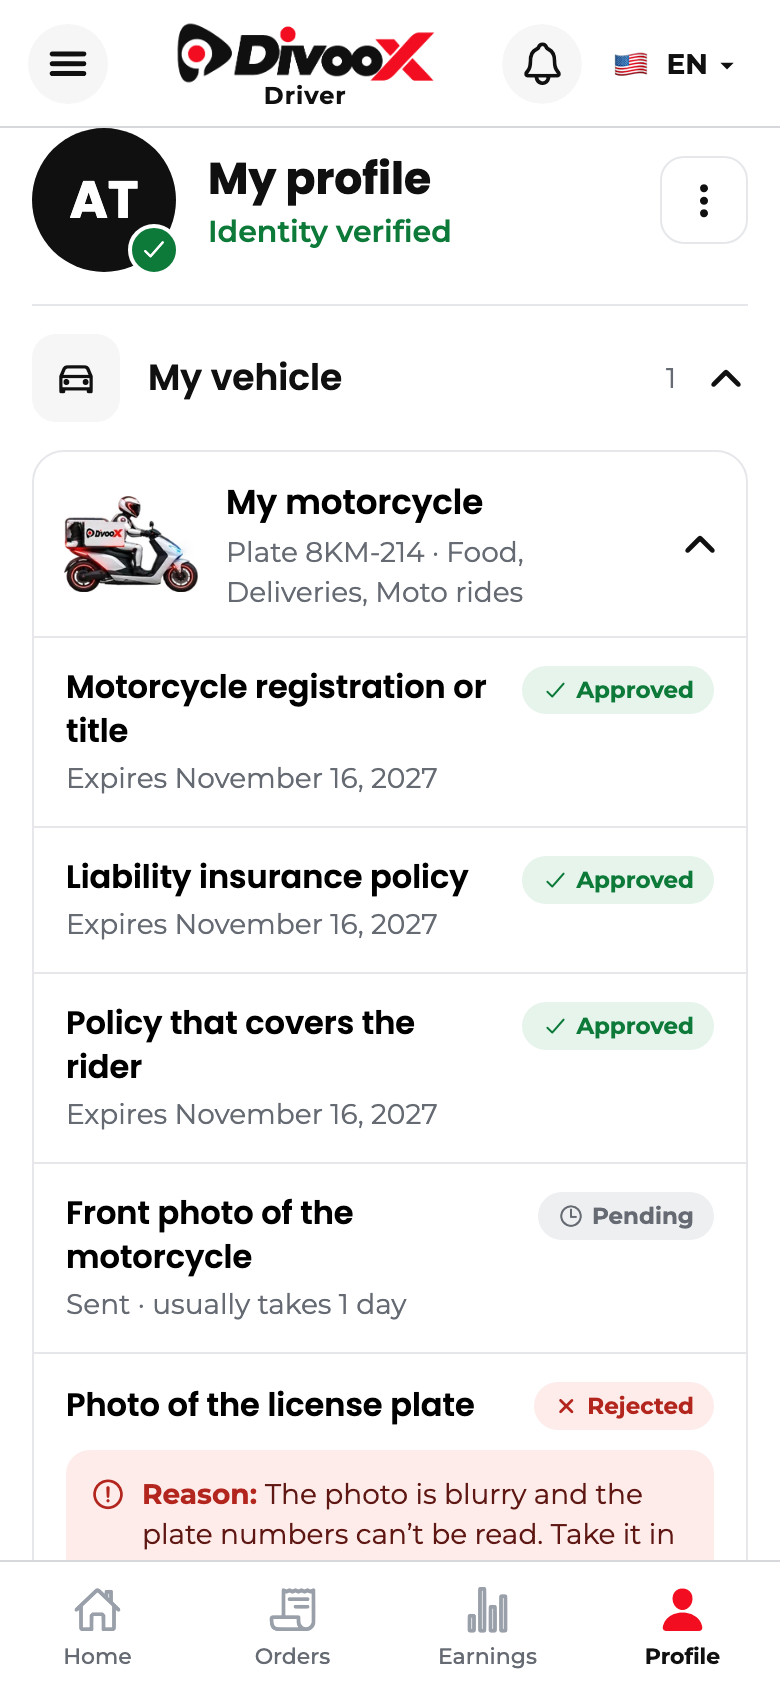 DivooX
Driver
EN
AT
My profile
Identity verified
My vehicle
1
DivooX
My motorcycle
Plate 8KM-214 · Food,
Deliveries, Moto rides
Motorcycle registration or
title
Approved
Expires November 16, 2027
Liability insurance policy
Approved
Expires November 16, 2027
Policy that covers the
rider
Approved
Expires November 16, 2027
Front photo of the
motorcycle
Pending
Sent · usually takes 1 day
Photo of the license plate
Rejected
Reason: The photo is blurry and the
plate numbers can’t be read. Take it in
Home
Orders
Earnings
Profile